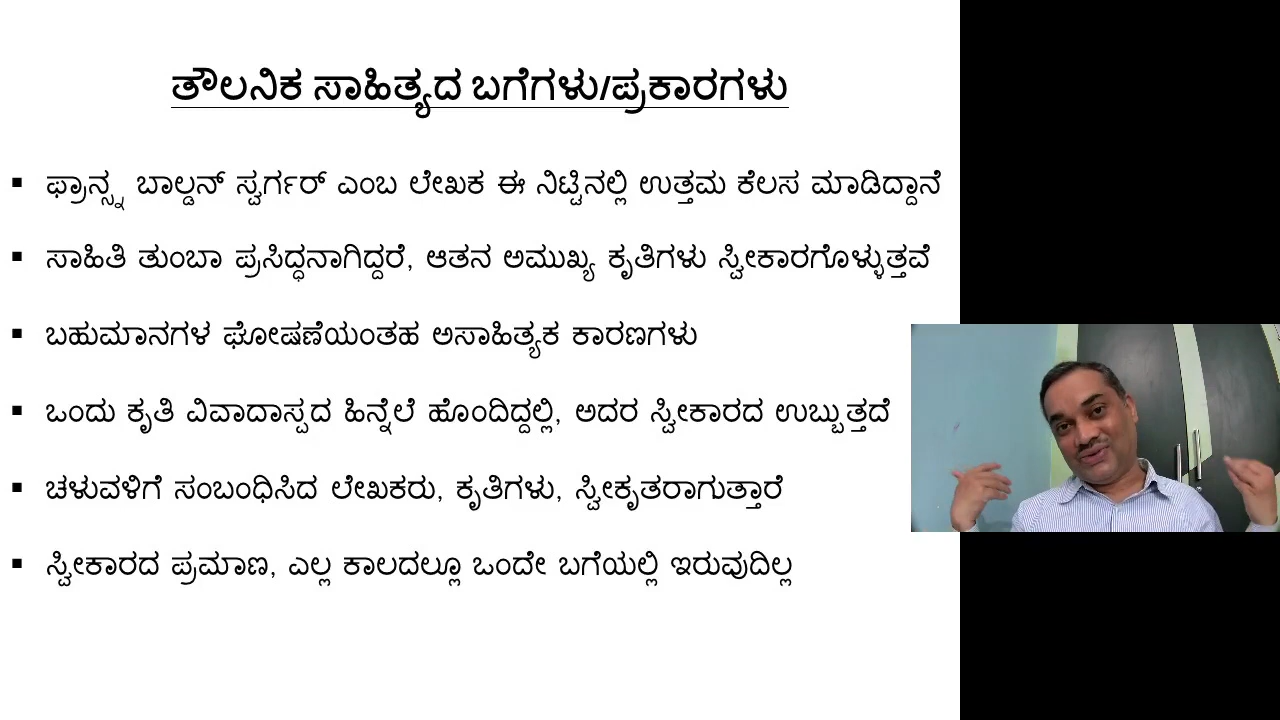 ತೌಲನಿಕ ಸಾಹಿತ್ಯದ ಬಗೆಗಳು/ಪ್ರಕಾರಗಳು
▪ ಫ್ರಾನ್ಸ್ನ ಬಾಲ್ಡನ್ ಸ್ವರ್ಗರ್ ಎಂಬ ಲೇಖಕ ಈ ನಿಟ್ಟಿನಲ್ಲಿ ಉತ್ತಮ ಕೆಲಸ ಮಾಡಿದ್ದಾನೆ
▪ ಸಾಹಿತಿ ತುಂಬಾ ಪ್ರಸಿದ್ಧನಾಗಿದ್ದರೆ, ಆತನ ಅಮುಖ್ಯ ಕೃತಿಗಳು ಸ್ವೀಕಾರಗೊಳ್ಳುತ್ತವೆ
▪ ಬಹುಮಾನಗಳ ಘೋಷಣೆಯಂತಹ ಅಸಾಹಿತ್ಯಕ ಕಾರಣಗಳು
▪ ಒಂದು ಕೃತಿ ವಿವಾದಾಸ್ಪದ ಹಿನ್ನೆಲೆ ಹೊಂದಿದ್ದಲ್ಲಿ, ಅದರ ಸ್ವೀಕಾರದ ಉಬ್ಬುತ್ತದೆ
▪ ಚಳುವಳಿಗೆ ಸಂಬಂಧಿಸಿದ ಲೇಖಕರು, ಕೃತಿಗಳು, ಸ್ವೀಕೃತರಾಗುತ್ತಾರೆ
▪ ಸ್ವೀಕಾರದ ಪ್ರಮಾಣ, ಎಲ್ಲ ಕಾಲದಲ್ಲೂ ಒಂದೇ ಬಗೆಯಲ್ಲಿ ಇರುವುದಿಲ್ಲ